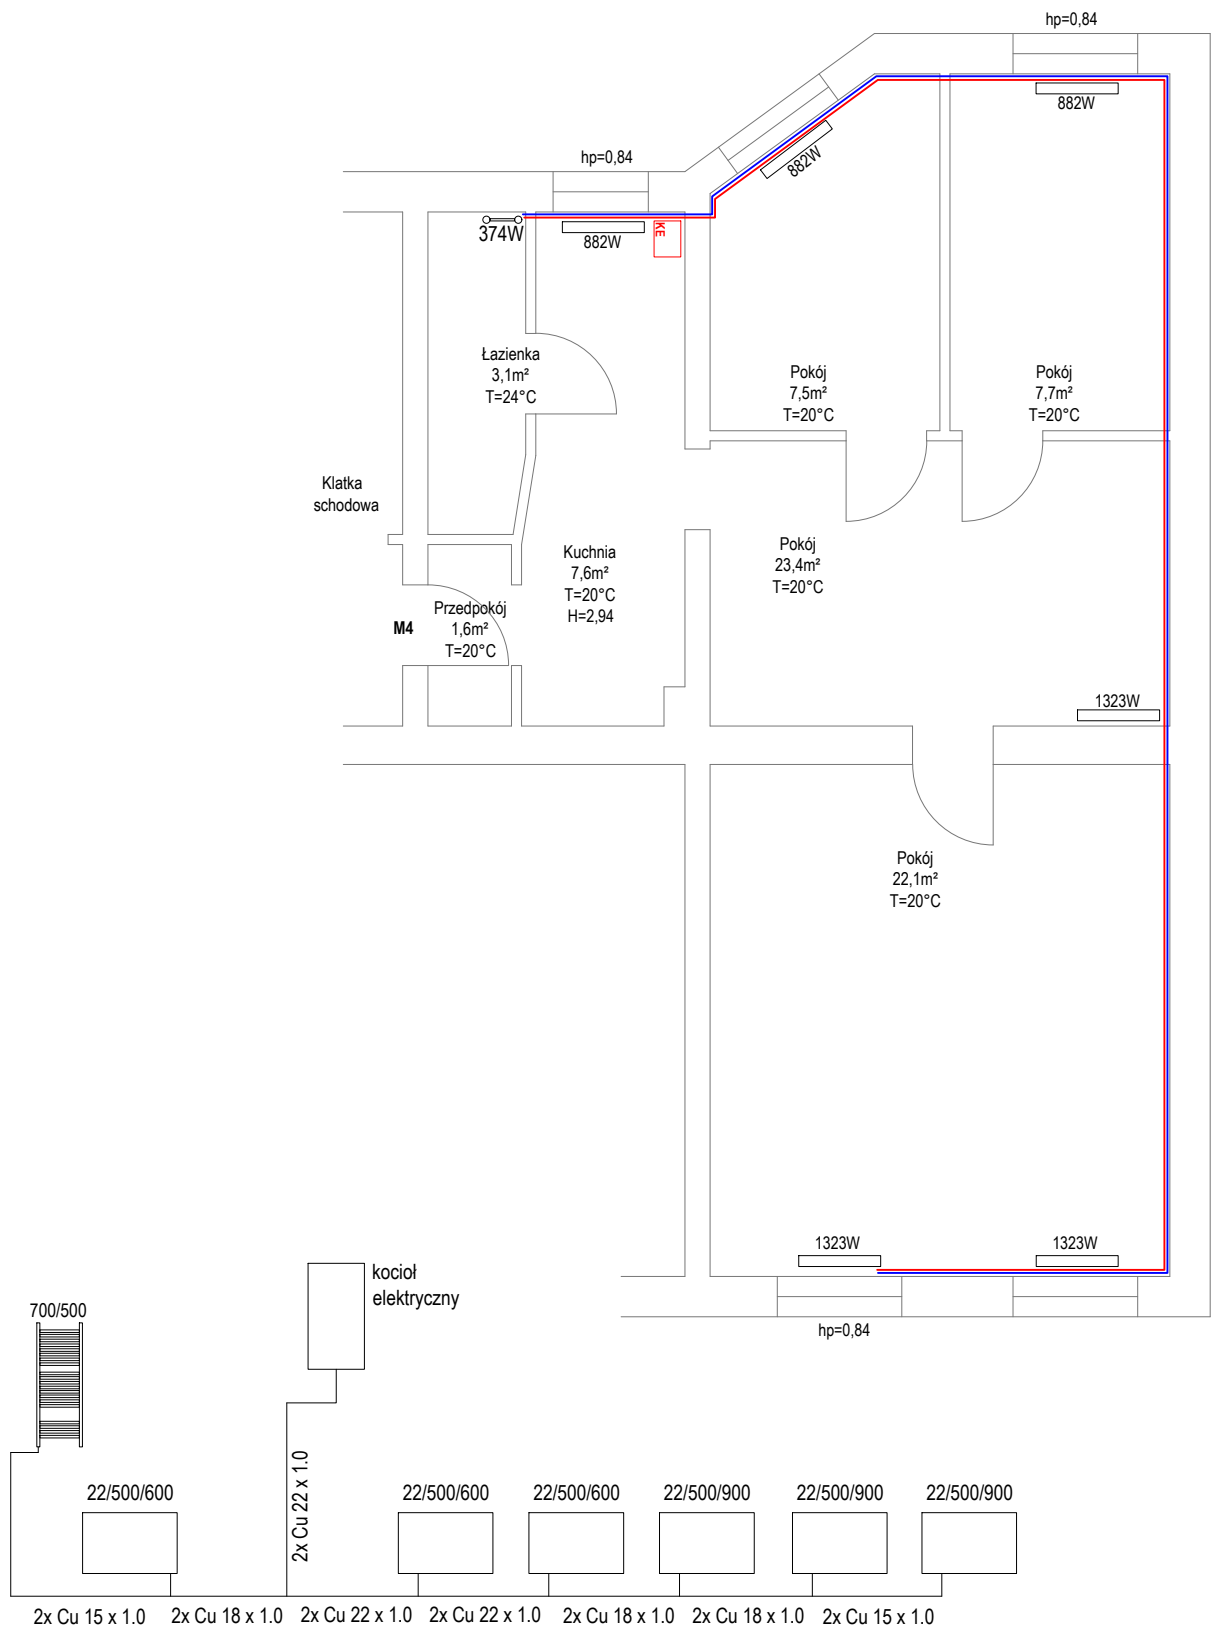 hp=0,84
882W
882W
hp=0,84
374W
882W
KE
Łazienka
3,1m²
T=24°C
Pokój
7,5m²
T=20°C
Pokój
7,7m²
T=20°C
Klatka
schodowa
Kuchnia
7,6m²
T=20°C
H=2,94
Pokój
23,4m²
T=20°C
Przedpokój
1,6m²
T=20°C
M4
1323W
Pokój
22,1m²
T=20°C
1323W
1323W
hp=0,84
kocioł
elektryczny
700/500
2x Cu 22 x 1.0
22/500/600
22/500/600
22/500/600
22/500/900
22/500/900
22/500/900
2x Cu 15 x 1.0
2x Cu 18 x 1.0
2x Cu 22 x 1.0
2x Cu 22 x 1.0
2x Cu 18 x 1.0
2x Cu 18 x 1.0
2x Cu 15 x 1.0